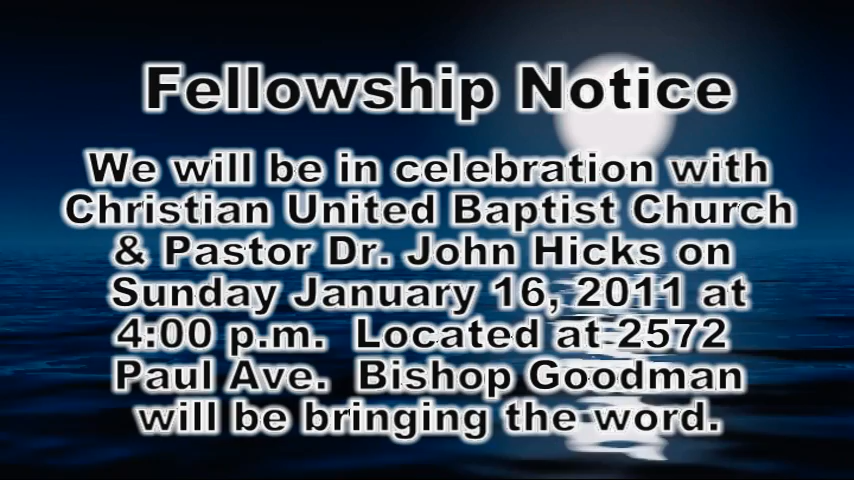 Fellowship Notice
We will be in celebration with
Christian United Baptist Church
& Pastor Dr. John Hicks on
Sunday January 16, 2011 at
4:00 p.m.  Located at 2572
Paul Ave.  Bishop Goodman
will be bringing the word.